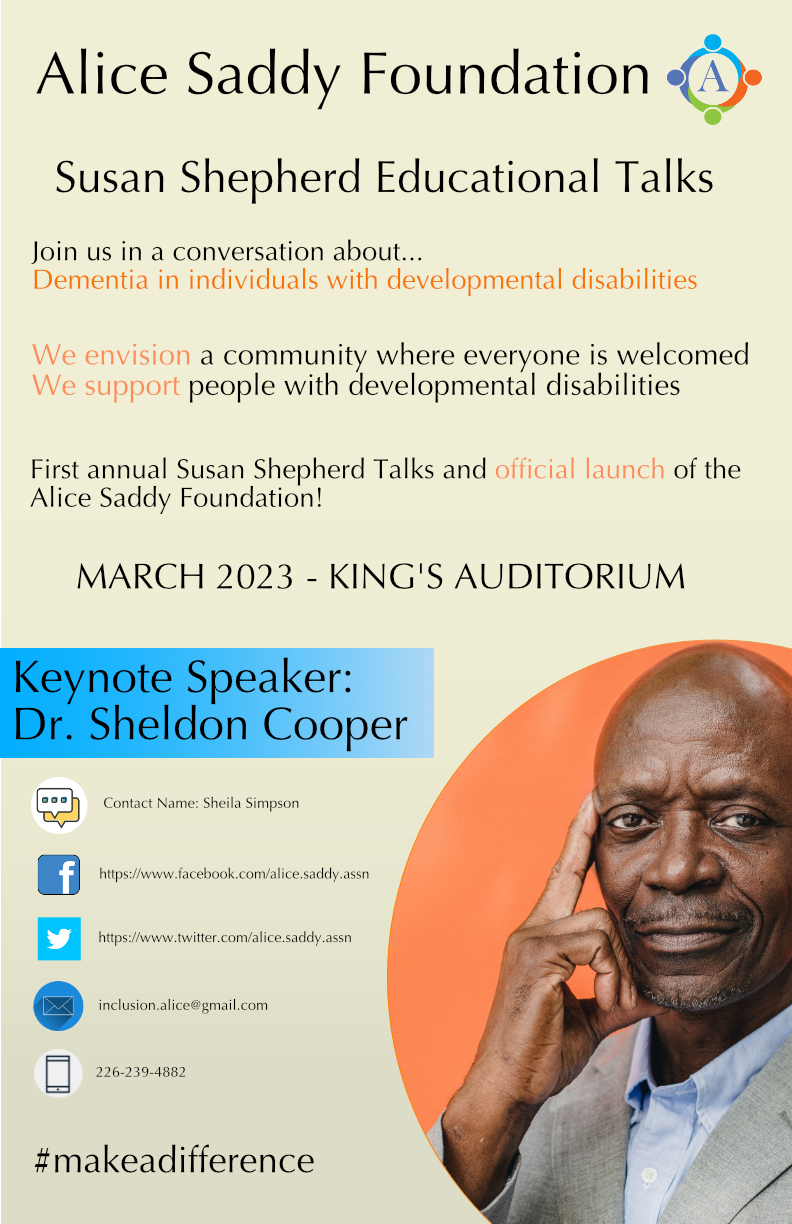 Alice Saddy Foundation
A
Susan Shepherd Educational Talks
Join us in a conversation about...
Dementia in individuals with developmental disabilities
We envision a community where everyone is welcomed
We support people with developmental disabilities
First annual Susan Shepherd Talks and official launch of the
Alice Saddy Foundation!
MARCH 2023 - KING'S AUDITORIUM
Keynote Speaker:
Dr. Sheldon Cooper
Contact Name: Sheila Simpson
f
https://www.facebook.com/alice.saddy.assn
https://www.twitter.com/alice.saddy.assn
inclusion.alice@gmail.com
226-239-4882
#makeadifference